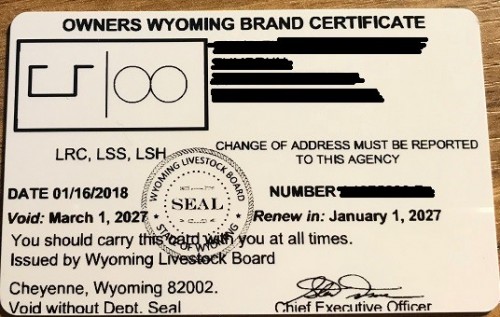 OWNERS WYOMING BRAND CERTIFICATE
LRC, LSS, LSH
CHANGE OF ADDRESS MUST BE REPORTED
TO THIS AGENCY
WYOMING LIVESTOCK BOARD
SEAL
STATE OF WYOMING
DATE 01/16/2018
NUMBER
Void: March 1, 2027
Renew in: January 1, 2027
You should carry this card with you at all times.
Issued by Wyoming Livestock Board
Cheyenne, Wyoming 82002.
Void without Dept. Seal
Chief Executive Officer